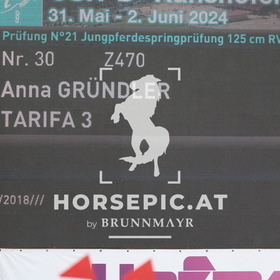 31. Mai - 2. Juni 2024
Prüfung N°21 Jungpferdespringprüfung 125 cm RV
Nr. 30 Z470
Anna GRÜNDLER
TARIFA 3
/2018///
HORSEPIC.AT
by BRUNNMAYR